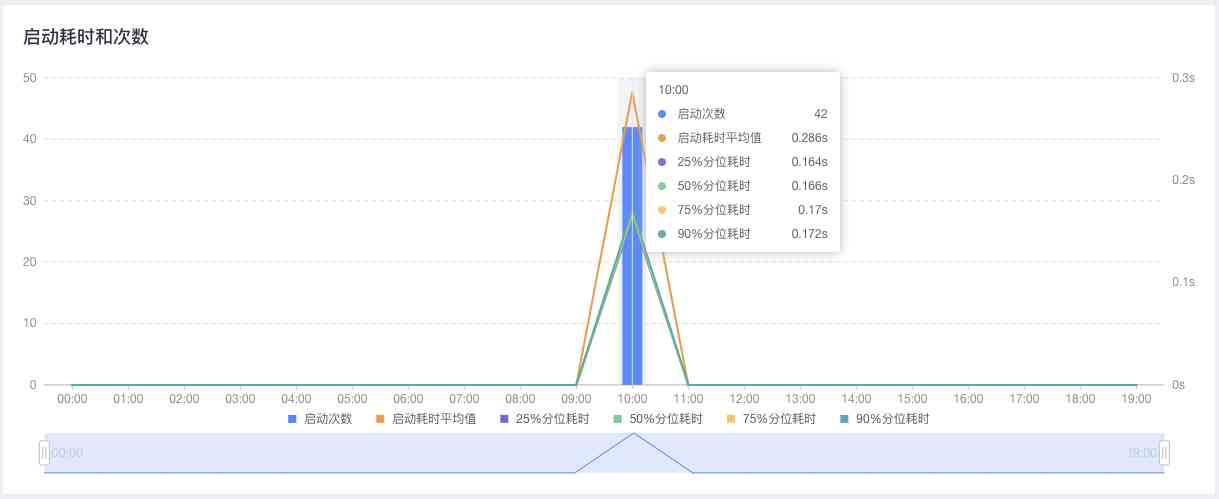 启动耗时和次数
50
40
30
20
10
0
0.3s
0.2s
0.1s
0s
10:00
启动次数 42
启动耗时平均值 0.286s
25%分位耗时 0.164s
50%分位耗时 0.166s
75%分位耗时 0.17s
90%分位耗时 0.172s
00:00 01:00 02:00 03:00 04:00 05:00 06:00 07:00 08:00 09:00 10:00 11:00 12:00 13:00 14:00 15:00 16:00 17:00 18:00 19:00
启动次数 启动耗时平均值 25%分位耗时 50%分位耗时 75%分位耗时 90%分位耗时
00:00 19:00